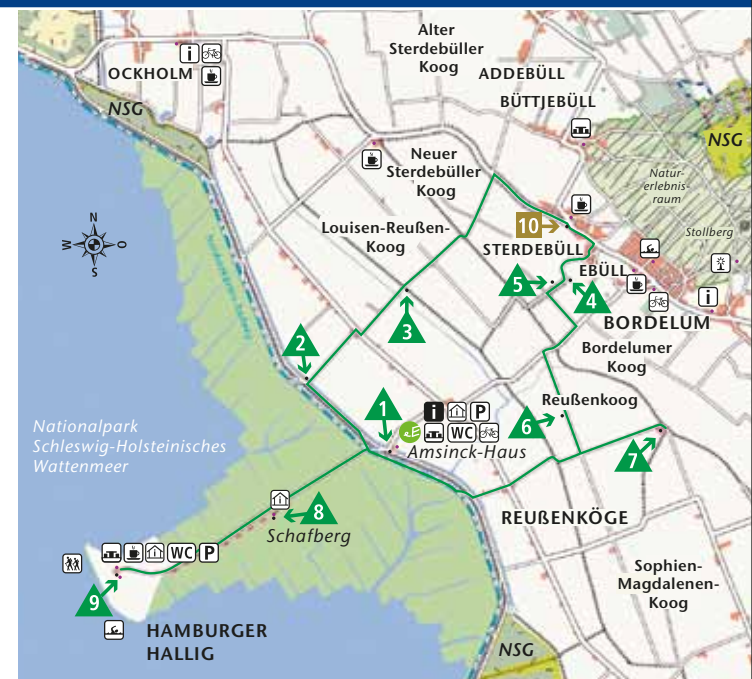 Alter
Sterdebüller
Koog
i
OCKHOLM
ADDEBÜLL
BÜTTJEBÜLL
NSG
NSG
Neuer
Sterdebüller
Koog
Natur-
erlebnis-
raum
Louisen-Reußen-
Koog
10
N
W
O
S
STERDEBÜLL
Stollberg
EBÜLL
5
4
i
3
BORDELUM
2
Bordelumer
Koog
1
i
P
Reußenkoog
WC
6
Amsinck-Haus
7
Nationalpark
Schleswig-Holsteinisches
Wattenmeer
8
REUßENKÖGE
Schafberg
WC
P
9
Sophien-
Magdalenen-
Koog
HAMBURGER
HALLIG
NSG